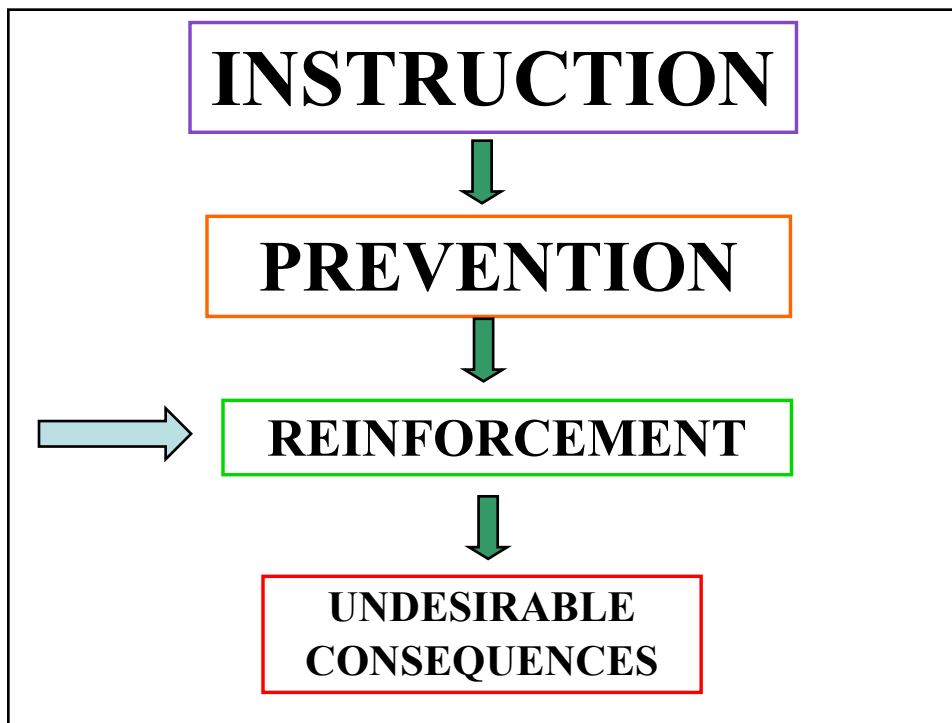 INSTRUCTION
PREVENTION
REINFORCEMENT
UNDESIRABLE
CONSEQUENCES